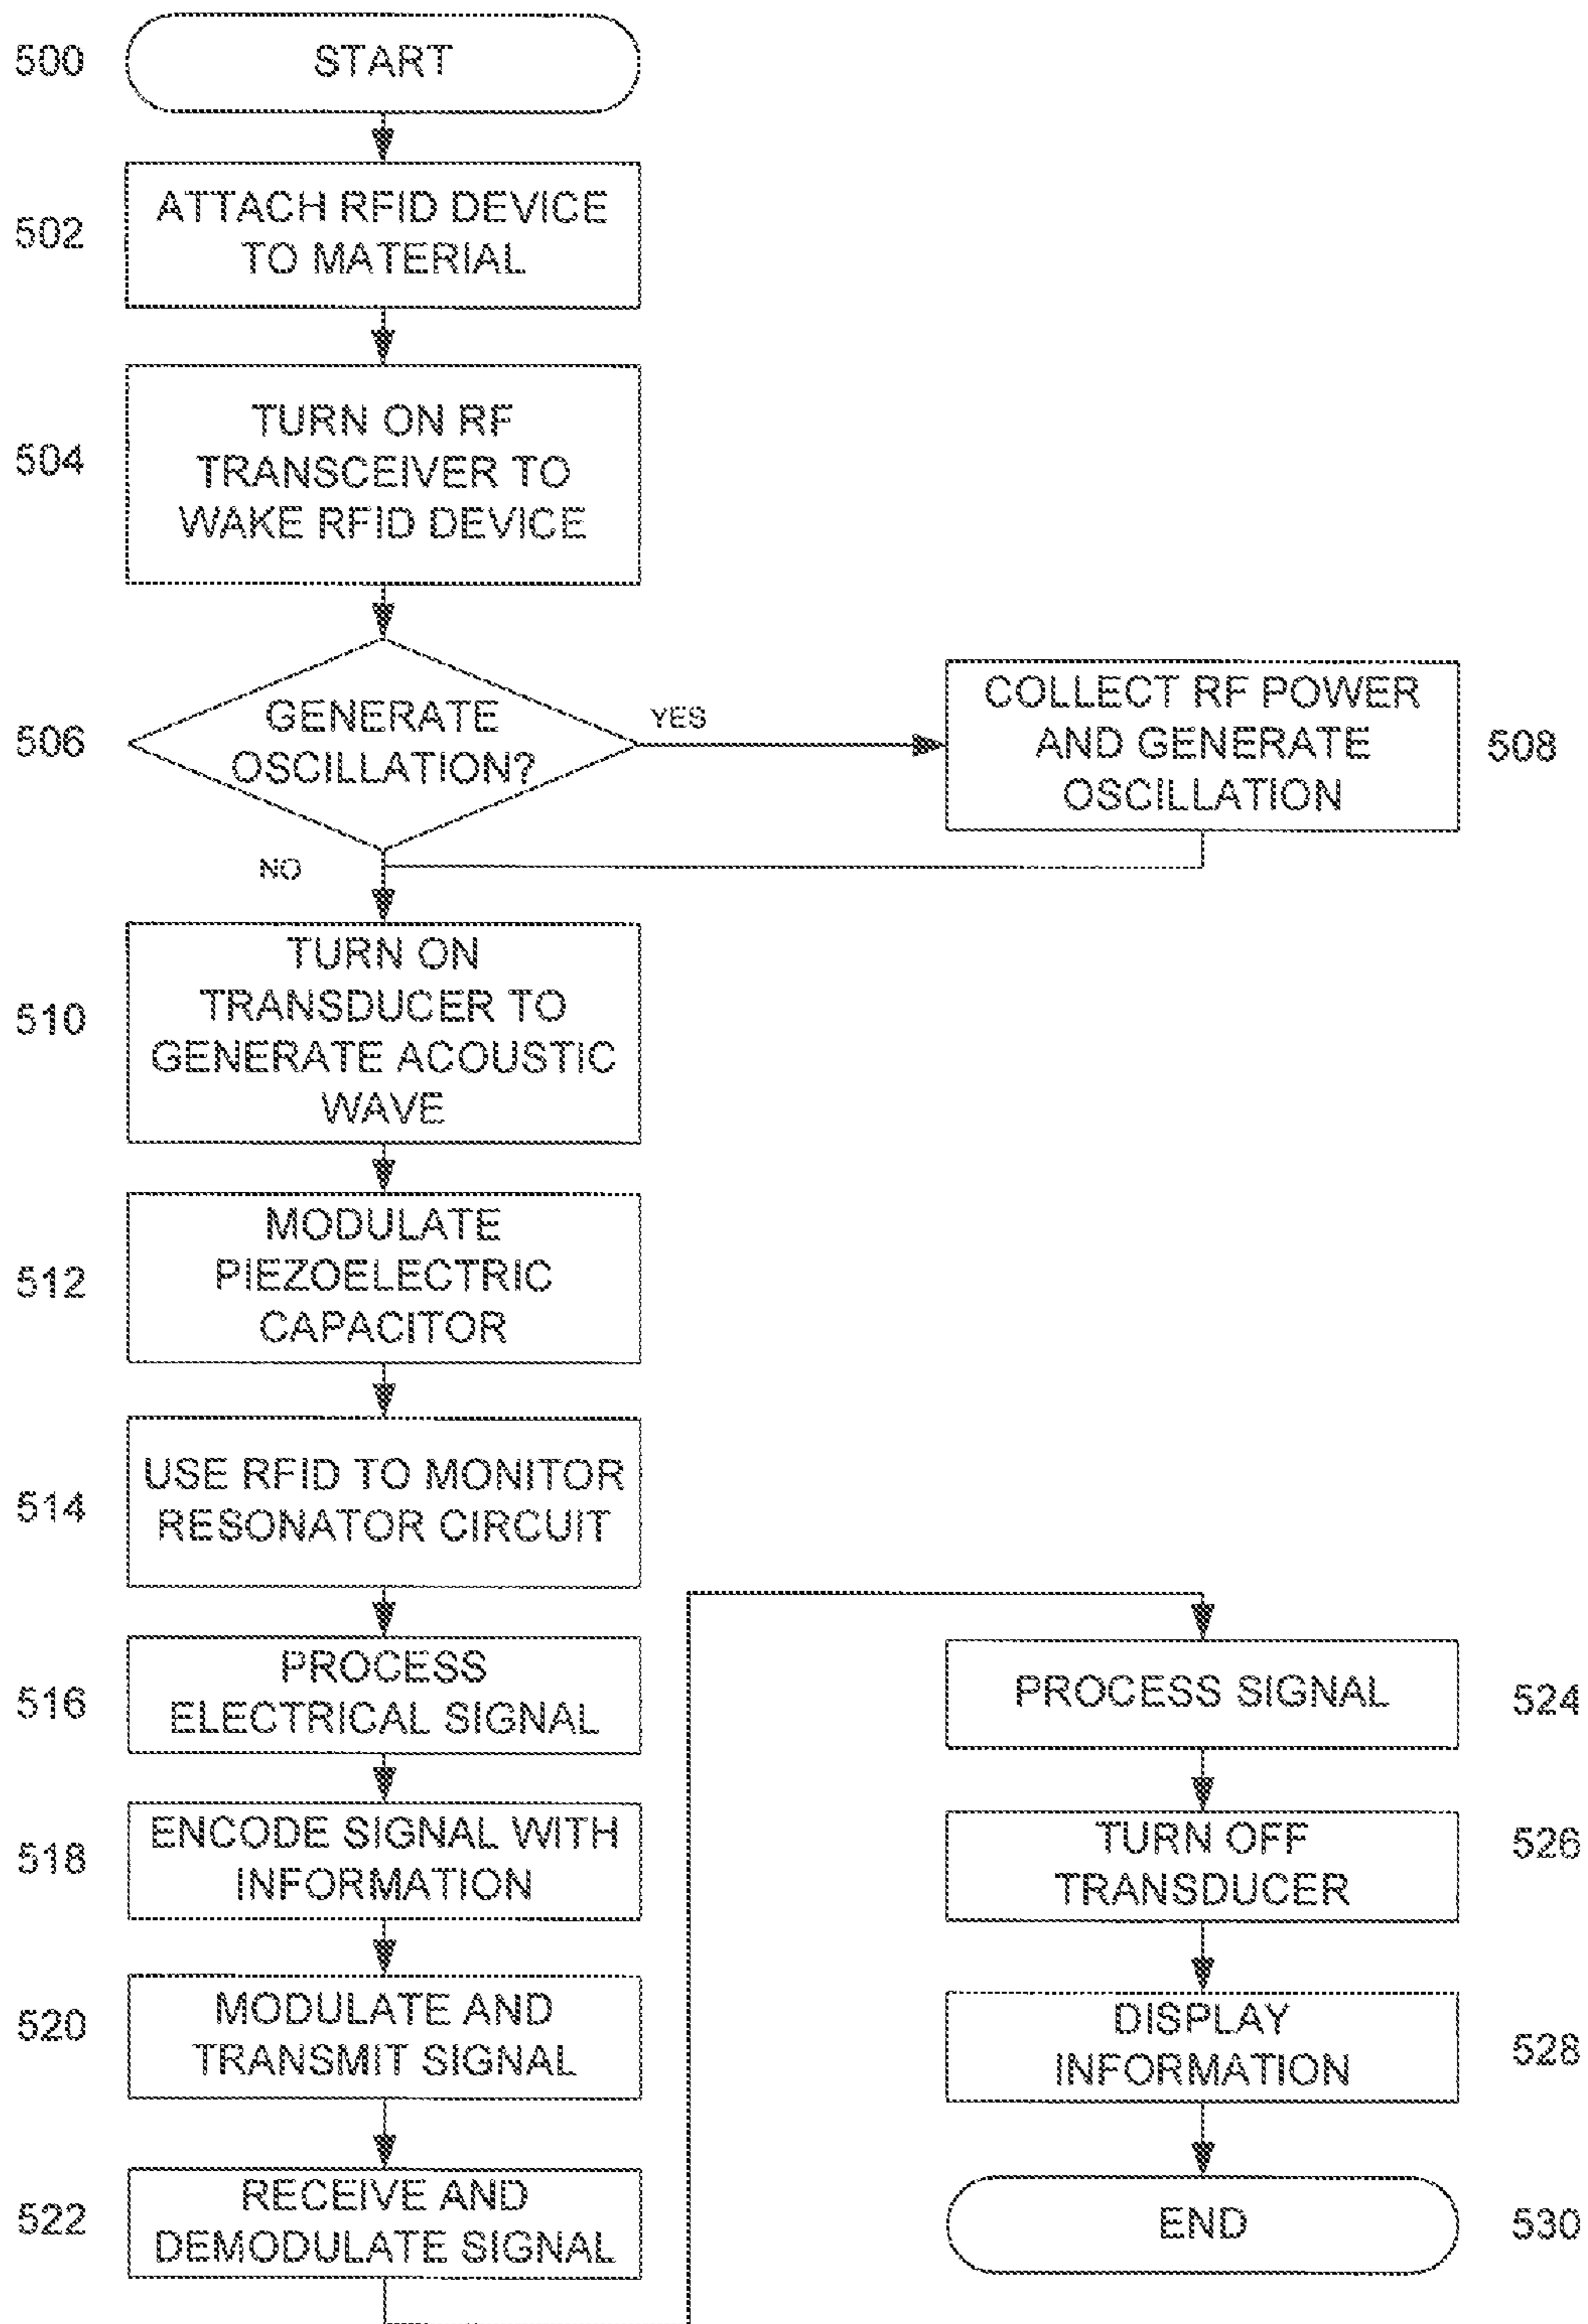 500
START
502
ATTACH RFID DEVICE
TO MATERIAL
504
TURN ON RF
TRANSCEIVER TO
WAKE RFID DEVICE
506
GENERATE
OSCILLATION?
YES
NO
COLLECT RF POWER
AND GENERATE
OSCILLATION
508
510
TURN ON
TRANSDUCER TO
GENERATE ACOUSTIC
WAVE
512
MODULATE
PIEZOELECTRIC
CAPACITOR
514
USE RFID TO MONITOR
RESONATOR CIRCUIT
516
PROCESS
ELECTRICAL SIGNAL
518
ENCODE SIGNAL WITH
INFORMATION
520
MODULATE AND
TRANSMIT SIGNAL
522
RECEIVE AND
DEMODULATE SIGNAL
PROCESS SIGNAL
524
TURN OFF
TRANSDUCER
526
DISPLAY
INFORMATION
528
END
530